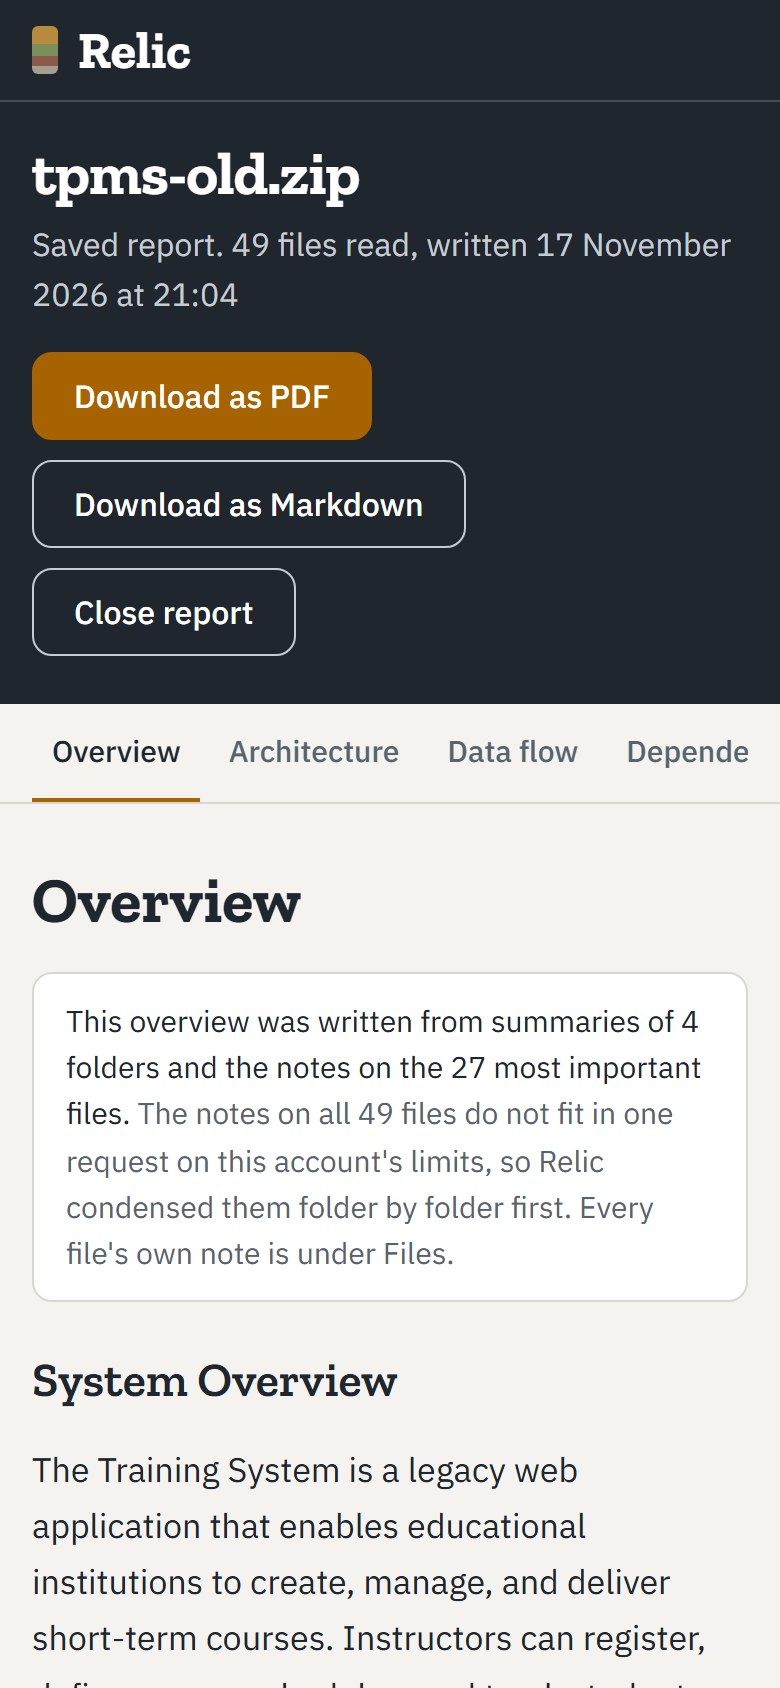 Relic
tpms-old.zip
Saved report. 49 files read, written 17 November
2026 at 21:04
Download as PDF
Download as Markdown
Close report
Overview Architecture Data flow Depende
Overview
This overview was written from summaries of 4
folders and the notes on the 27 most important
files. The notes on all 49 files do not fit in one
request on this account's limits, so Relic
condensed them folder by folder first. Every
file's own note is under Files.
System Overview
The Training System is a legacy web
application that enables educational
institutions to create, manage, and deliver
short-term courses. Instructors can register,